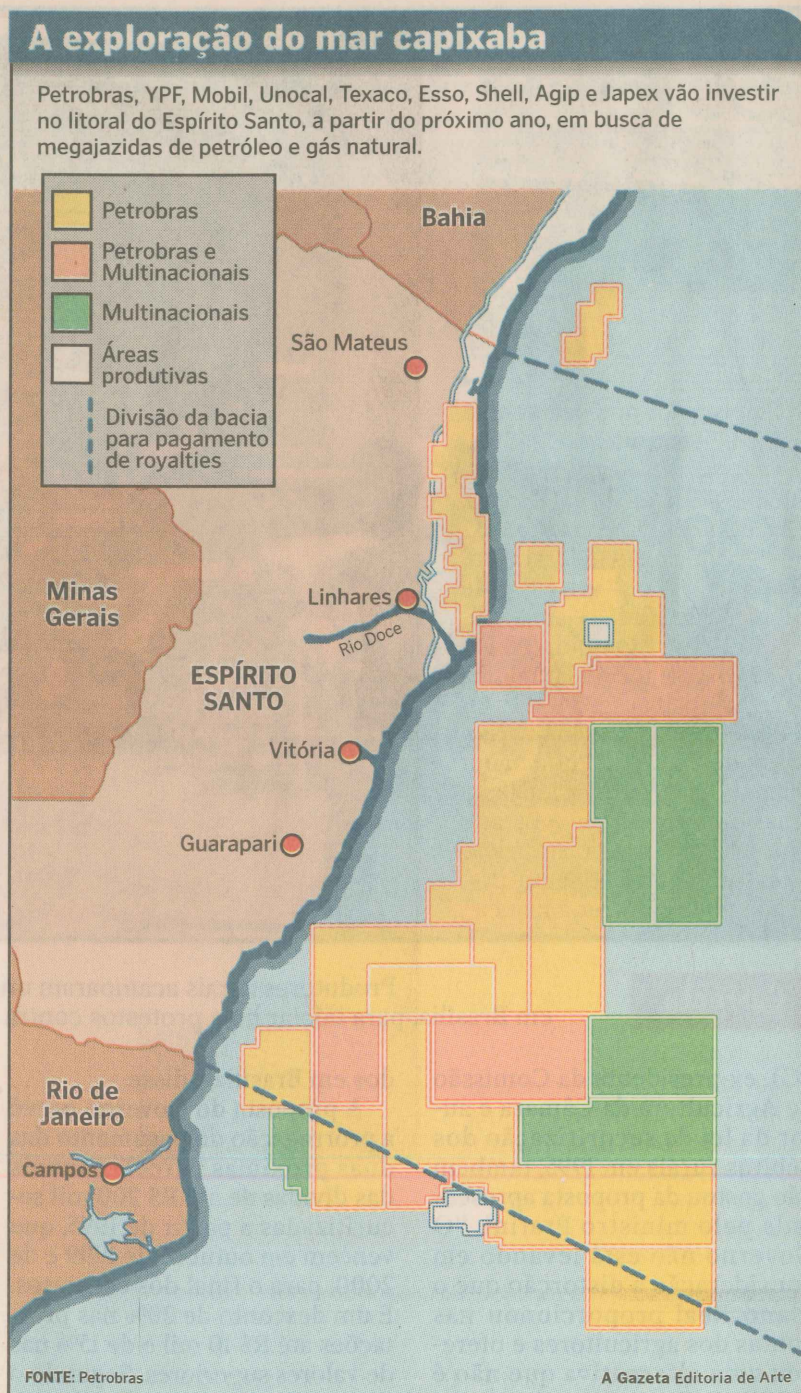 A exploração do mar capixaba
Petrobras, YPF, Mobil, Unocal, Texaco, Esso, Shell, Agip e Japex vão investir
no litoral do Espírito Santo, a partir do próximo ano, em busca de
megajazidas de petróleo e gás natural.
Petrobras
Petrobras e
Multinacionais
Multinacionais
Áreas
produtivas
Divisão da bacia
para pagamento
de royalties
Bahia
São Mateus
Minas
Gerais
Linhares
Rio Doce
ESPÍRITO
SANTO
Vitória
Guarapari
Rio de
Janeiro
Campos
FONTE: Petrobras
A Gazeta Editoria de Arte